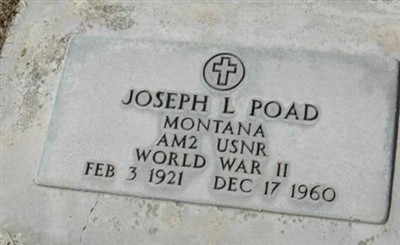 JOSEPH L POAD
MONTANA
AM2 USNR
WORLD WAR II
FEB 3 1921 DEC 17 1960